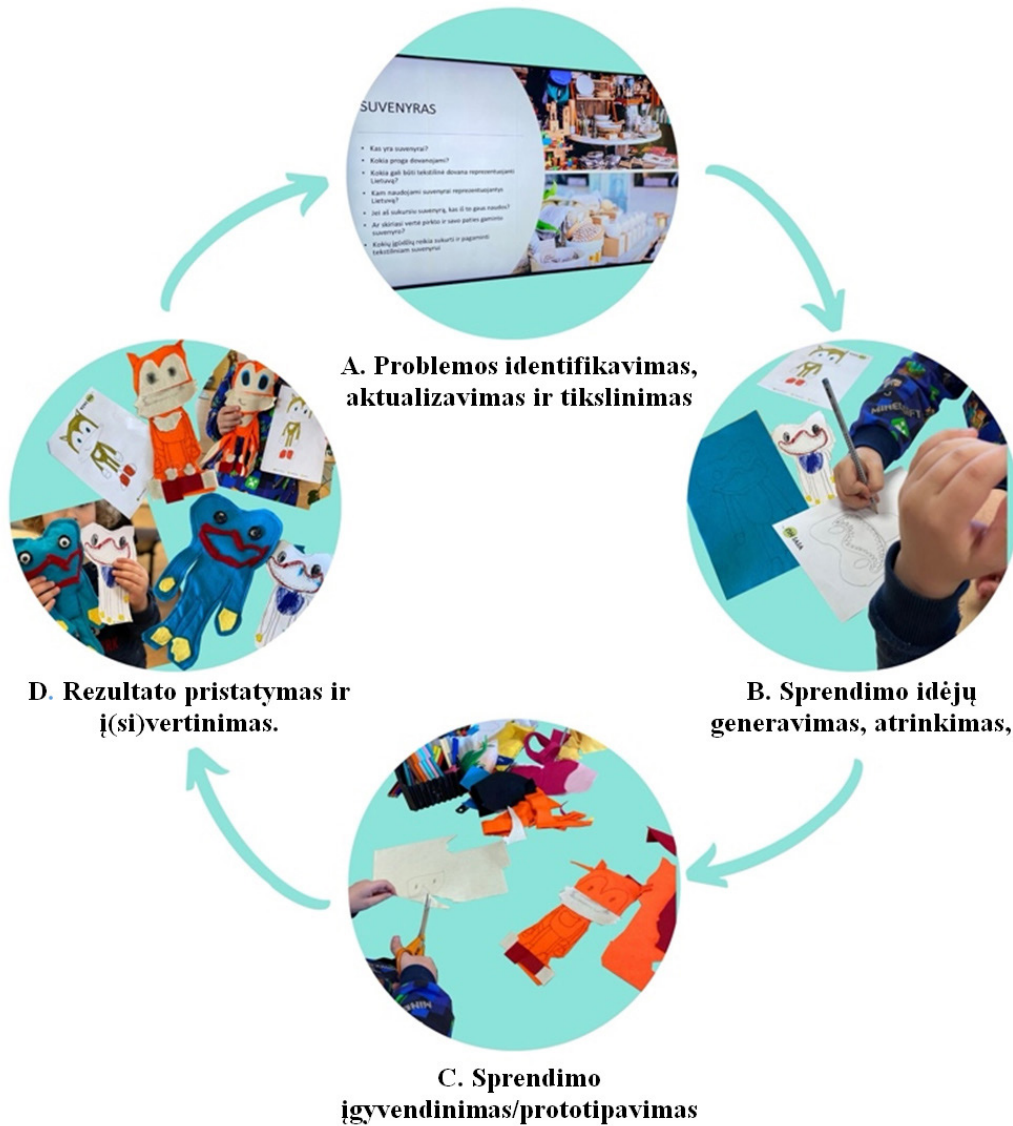 SUVENYRAS
• Kas yra suvenyrai?
• Kokia proga dovanojami?
• Kokia gali būti tekstilinė dovana reprezentuojanti
Lietuvą?
• Kam naudojami suvenyrai reprezentuojantys
Lietuvą?
• Jei aš sukursiu suvenyrą, kas iš to gaus naudos?
• Ar skiriasi vertė pirkto ir savo paties gaminto
suvenyro?
• Kokių įgūdžių reikia sukurti ir pagaminti
tekstiliniam suvenyrui
A. Problemos identifikavimas,
aktualizavimas ir tikslinimas
MINECRAFT
B. Sprendimo idėjų
generavimas, atrinkimas,
C. Sprendimo
įgyvendinimas/prototipavimas
D. Rezultato pristatymas ir
į(si)vertinimas.